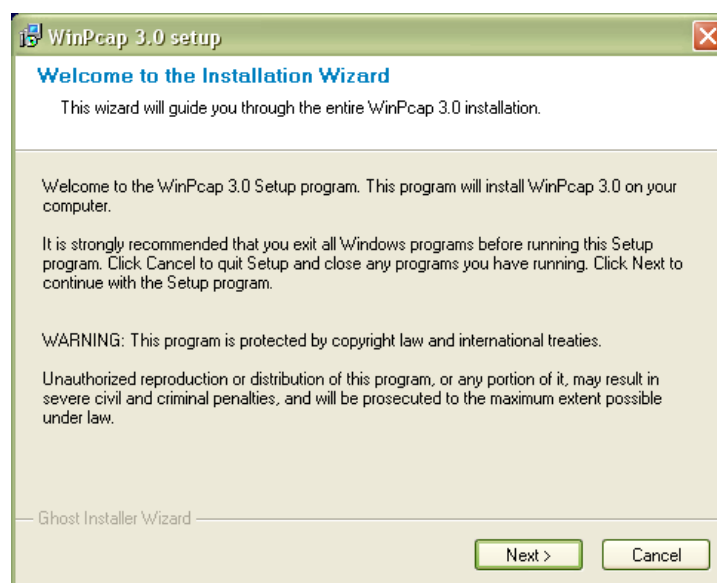 WinPcap 3.0 setup
Welcome to the Installation Wizard
This wizard will guide you through the entire WinPcap 3.0 installation.
Welcome to the WinPcap 3.0 Setup program. This program will install WinPcap 3.0 on your
computer.
It is strongly recommended that you exit all Windows programs before running this Setup
program. Click Cancel to quit Setup and close any programs you have running. Click Next to
continue with the Setup program.
WARNING: This program is protected by copyright law and international treaties.
Unauthorized reproduction or distribution of this program, or any portion of it, may result in
severe civil and criminal penalties, and will be prosecuted to the maximum extent possible
under law.
Ghost Installer Wizard
Next > Cancel